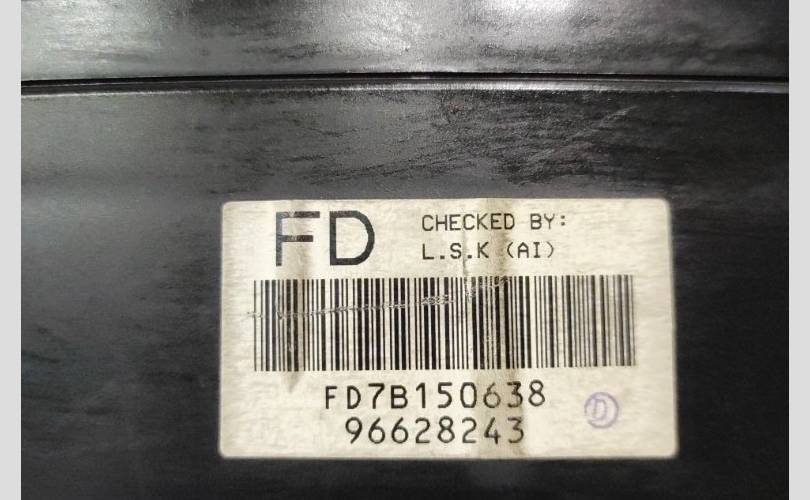 FD
CHECKED BY:
L.S.K (AI)
FD7B150638
96628243
D